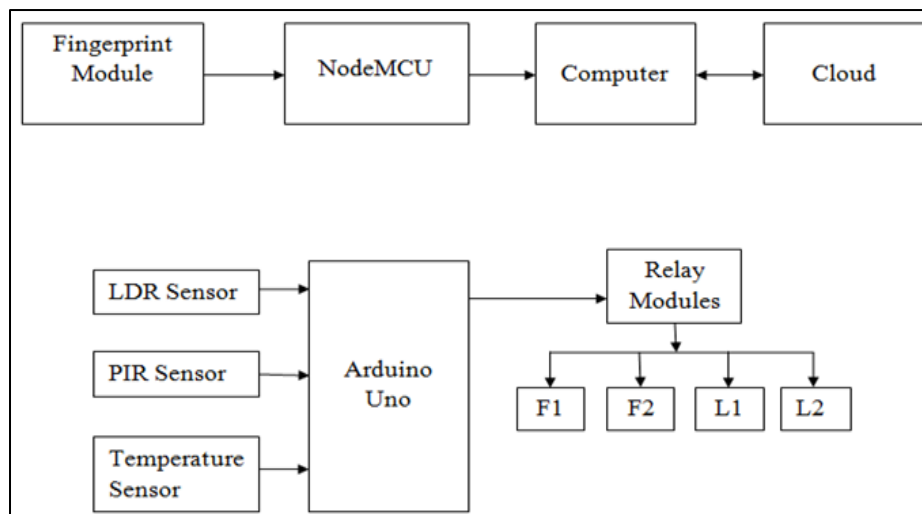 Fingerprint
Module
NodeMCU
Computer
Cloud
LDR Sensor
PIR Sensor
Temperature
Sensor
Arduino
Uno
Relay
Modules
F1
F2
L1
L2